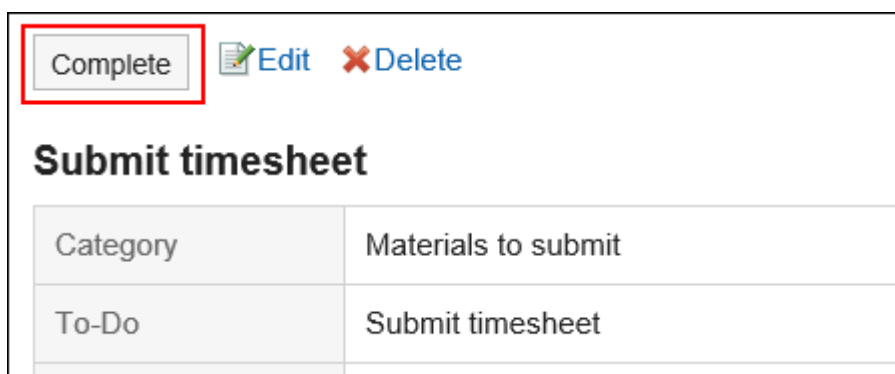 Complete Edit Delete
Submit timesheet
Category Materials to submit
To-Do Submit timesheet